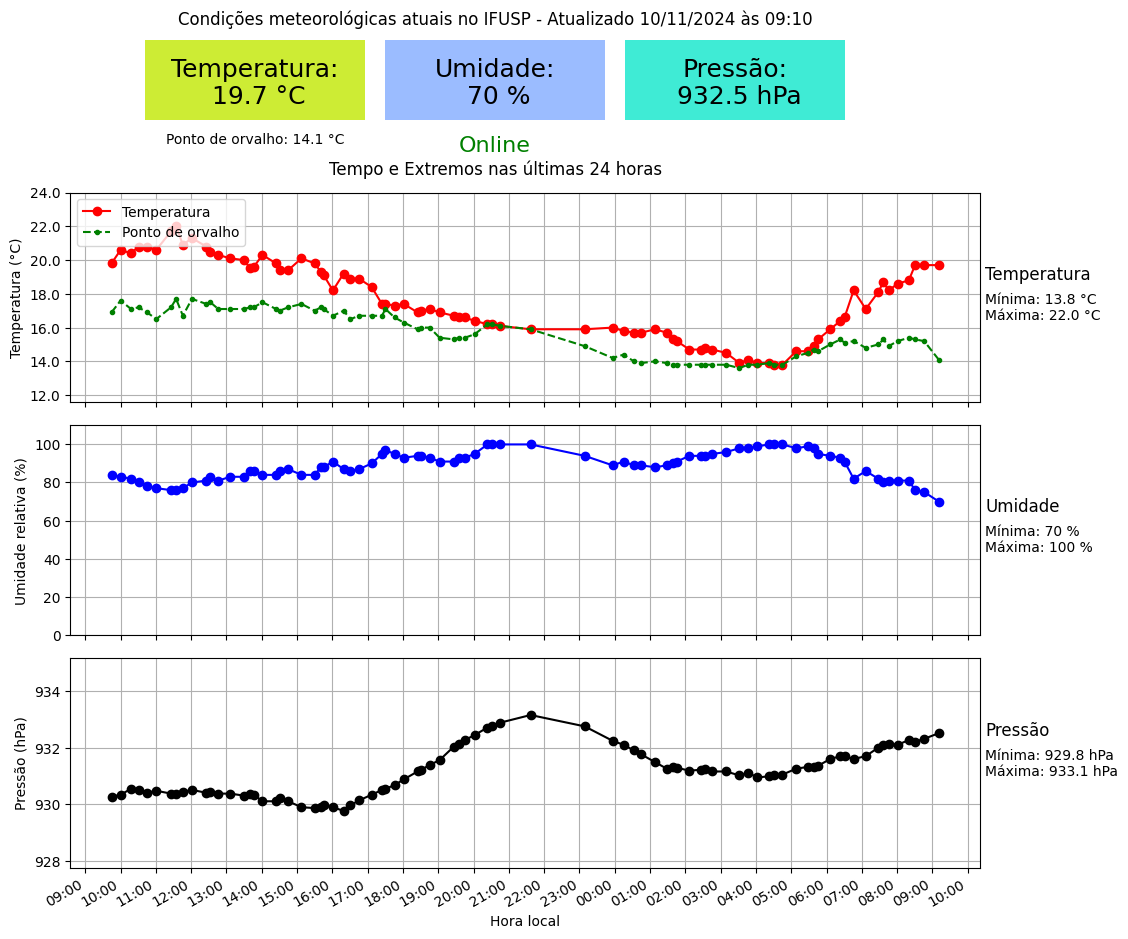 Condições meteorológicas atuais no IFUSP - Atualizado 10/11/2024 às 09:10
Temperatura:
19.7 °C
Umidade:
70 %
Pressão:
932.5 hPa
Ponto de orvalho: 14.1 °C
Online
Tempo e Extremos nas últimas 24 horas
Temperatura (°C)
24.0
22.0
20.0
18.0
16.0
14.0
12.0
Temperatura
Ponto de orvalho
Temperatura
Mínima: 13.8 °C
Máxima: 22.0 °C
Umidade relativa (%)
100
80
60
40
20
0
Umidade
Mínima: 70 %
Máxima: 100 %
Pressão (hPa)
934
932
930
928
Pressão
Mínima: 929.8 hPa
Máxima: 933.1 hPa
09:00 10:00 11:00 12:00 13:00 14:00 15:00 16:00 17:00 18:00 19:00 20:00 21:00 22:00 23:00 00:00 01:00 02:00 03:00 04:00 05:00 06:00 07:00 08:00 09:00 10:00
Hora local